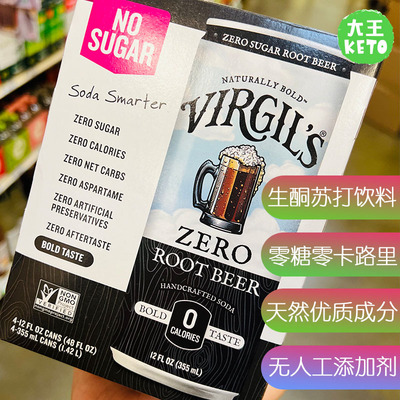 NO
SUGAR
大王
KETO
ZERO SUGAR ROOT BEER
Soda Smarter
ZERO SUGAR
ZERO CALORIES
ZERO NET CARBS
ZERO ASPARTAME
ZERO ARTIFICIAL
PRESERVATIVES
ZERO AFTERTASTE
BOLD TASTE
NATURALLY BOLD™
VIRGIL'S
ZERO
ROOT BEER
HANDCRAFTED SODA
BOLD
0
CALORIES
TASTE
12 FL OZ (355 mL)
NON
GMO
VERIFIED
4-12 FL OZ CANS (48 FL OZ)
4-355 mL CANS (1.42 L)
生酮苏打饮料
零糖零卡路里
天然优质成分
无人工添加剂